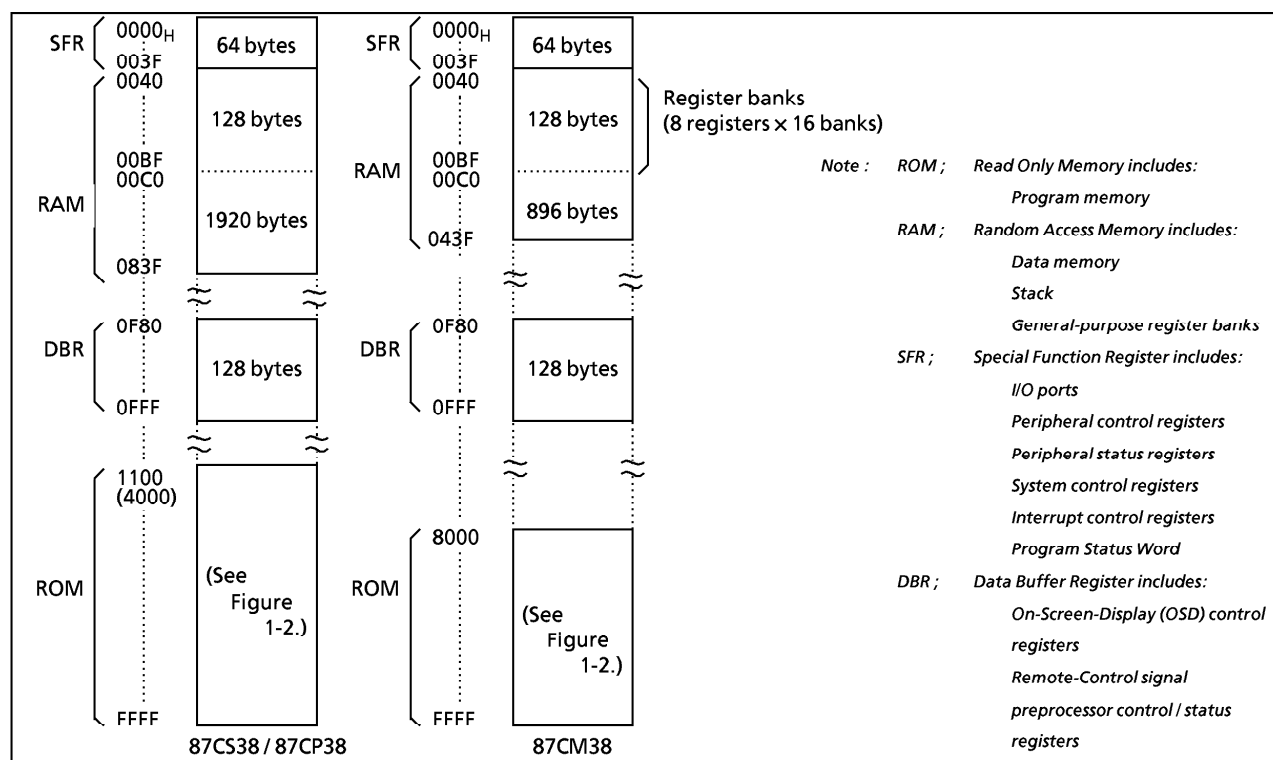 SFR
0000H
003F
64 bytes
RAM
0040
128 bytes
00BF
00C0
1920 bytes
083F
DBR
0F80
128 bytes
0FFF
ROM
1100
(4000)
(See
Figure
1-2.)
FFFF
87CS38 / 87CP38
SFR
0000H
003F
64 bytes
RAM
0040
128 bytes
00BF
00C0
896 bytes
043F
DBR
0F80
128 bytes
0FFF
ROM
8000
(See
Figure
1-2.)
FFFF
87CM38
Register banks
(8 registers × 16 banks)
Note : ROM ; Read Only Memory includes:
Program memory
RAM ; Random Access Memory includes:
Data memory
Stack
General-purpose register banks
SFR ; Special Function Register includes:
I/O ports
Peripheral control registers
Peripheral status registers
System control registers
Interrupt control registers
Program Status Word
DBR ; Data Buffer Register includes:
On-Screen-Display (OSD) control
registers
Remote-Control signal
preprocessor control / status
registers